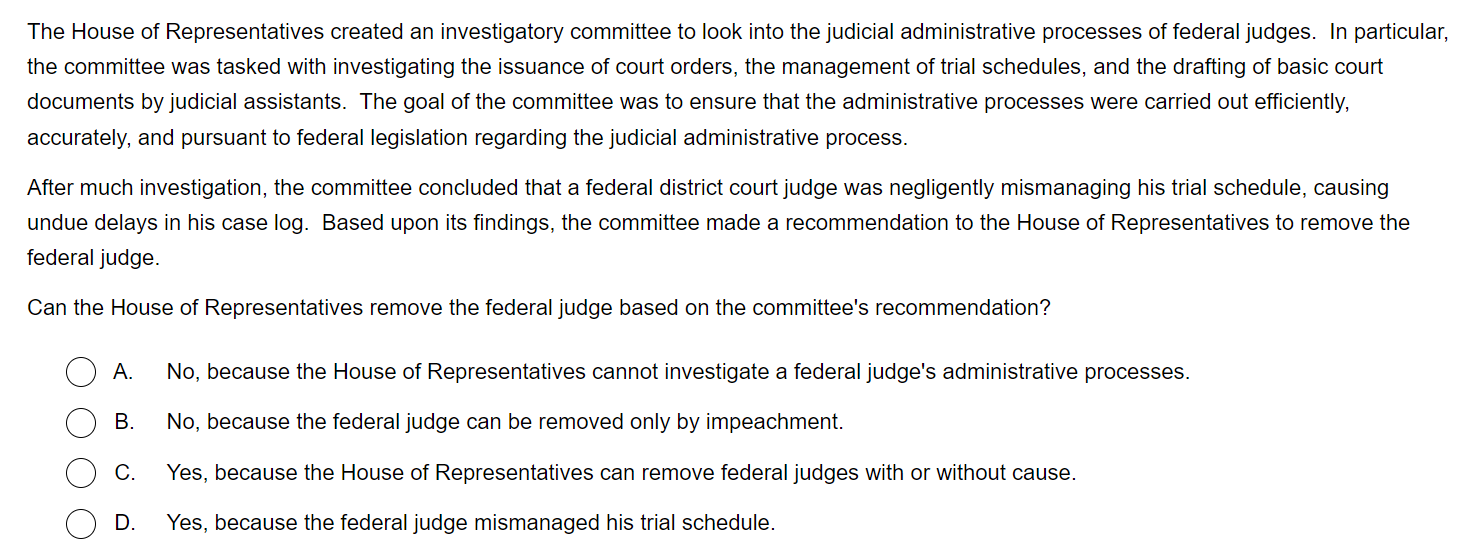 The House of Representatives created an investigatory committee to look into the judicial administrative processes of federal judges.  In particular,
the committee was tasked with investigating the issuance of court orders, the management of trial schedules, and the drafting of basic court
documents by judicial assistants.  The goal of the committee was to ensure that the administrative processes were carried out efficiently,
accurately, and pursuant to federal legislation regarding the judicial administrative process.
After much investigation, the committee concluded that a federal district court judge was negligently mismanaging his trial schedule, causing
undue delays in his case log.  Based upon its findings, the committee made a recommendation to the House of Representatives to remove the
federal judge.
Can the House of Representatives remove the federal judge based on the committee's recommendation?
A. No, because the House of Representatives cannot investigate a federal judge's administrative processes.
B. No, because the federal judge can be removed only by impeachment.
C. Yes, because the House of Representatives can remove federal judges with or without cause.
D. Yes, because the federal judge mismanaged his trial schedule.